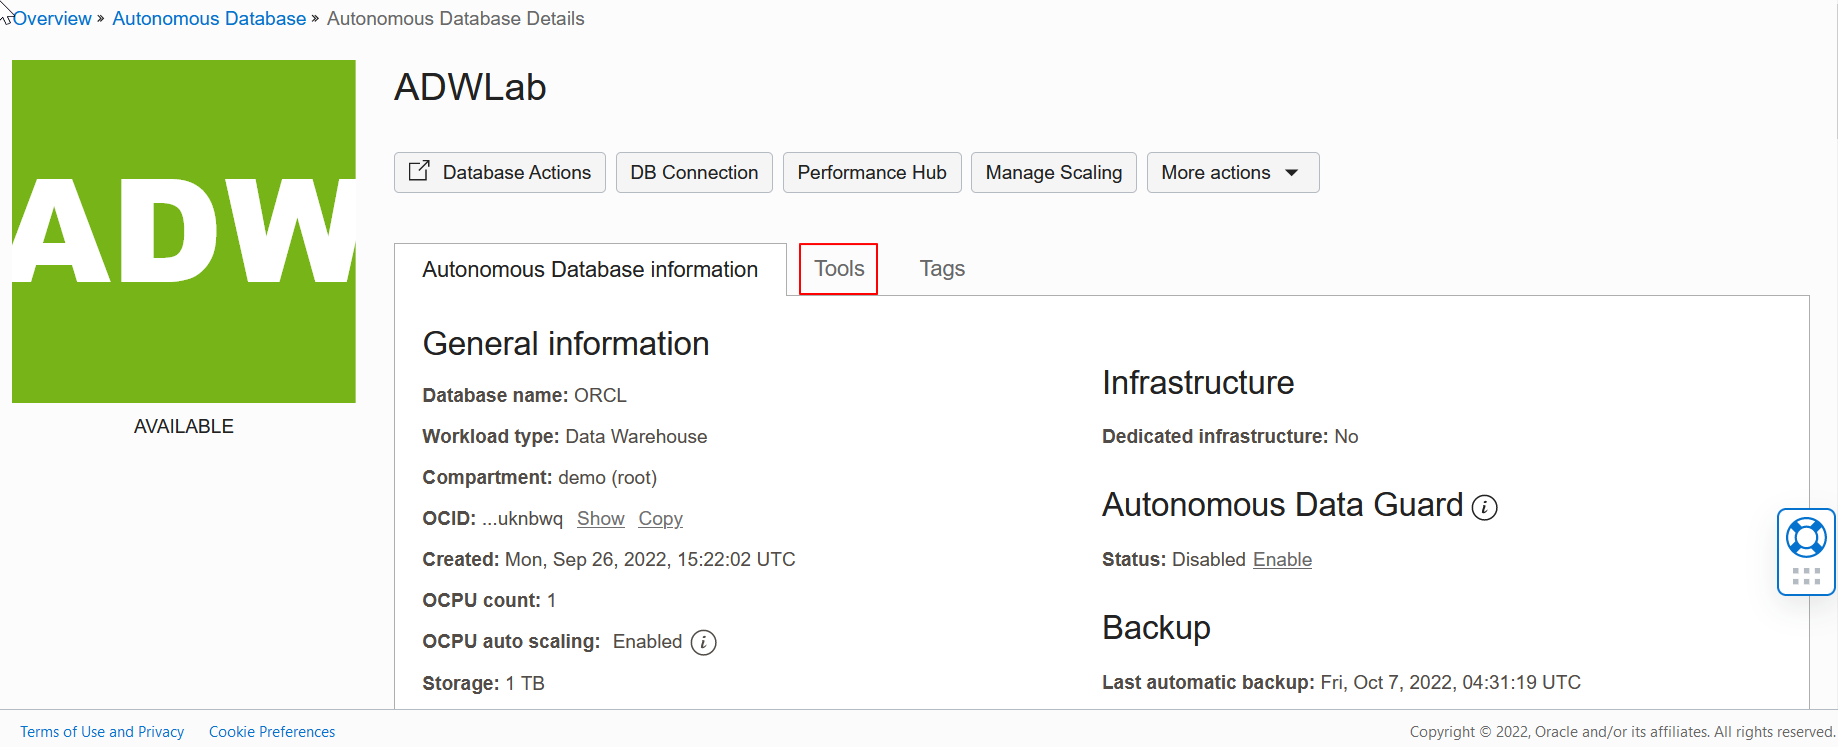 Overview » Autonomous Database » Autonomous Database Details
ADW
AVAILABLE
ADWLab
Database Actions
DB Connection
Performance Hub
Manage Scaling
More actions
Autonomous Database information
Tools
Tags
General information
Database name: ORCL
Workload type: Data Warehouse
Compartment: demo (root)
OCID: ...uknbwq Show Copy
Created: Mon, Sep 26, 2022, 15:22:02 UTC
OCPU count: 1
OCPU auto scaling: Enabled i
Storage: 1 TB
Infrastructure
Dedicated infrastructure: No
Autonomous Data Guard i
Status: Disabled Enable
Backup
Last automatic backup: Fri, Oct 7, 2022, 04:31:19 UTC
Terms of Use and Privacy
Cookie Preferences
Copyright © 2022, Oracle and/or its affiliates. All rights reserved.